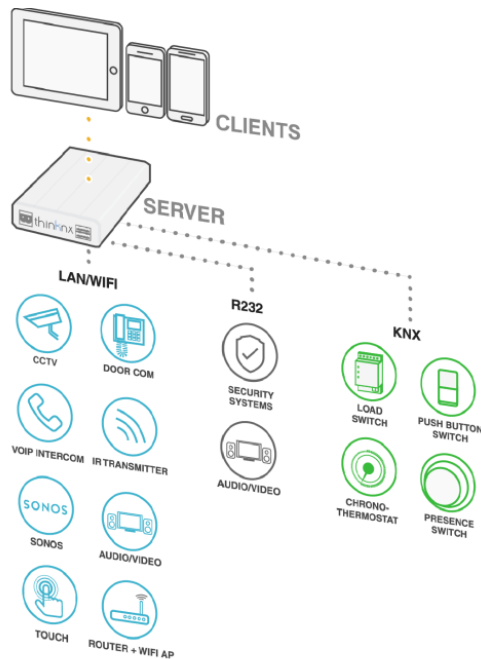 CLIENTS
thinknx
SERVER
LAN/WIFI
R232
KNX
CCTV
DOOR COM
SECURITY
SYSTEMS
LOAD
SWITCH
PUSH BUTTON
SWITCH
VOIP INTERCOM
IR TRANSMITTER
AUDIO/VIDEO
CHRONO-
THERMOSTAT
PRESENCE
SWITCH
SONOS
SONOS
AUDIO/VIDEO
TOUCH
ROUTER + WIFI AP